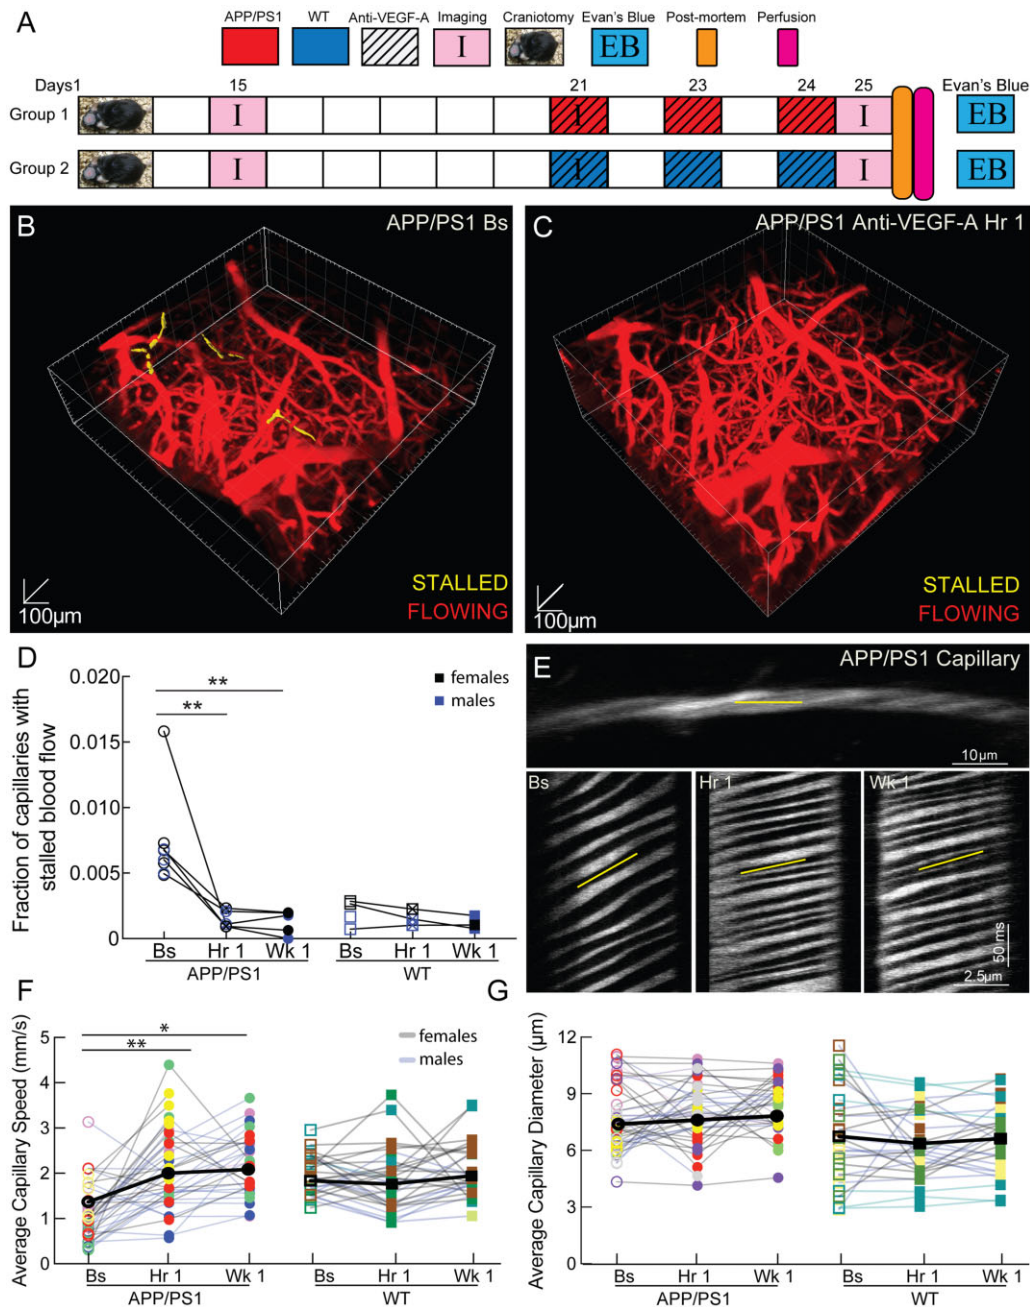 A
APP/PS1 WT Anti-VEGF-A Imaging Craniotomy Evan's Blue Post-mortem Perfusion
I EB
Days1 15 21 23 24 25 Evan's Blue
Group 1 I I I EB
Group 2 I I I EB
B APP/PS1 Bs
STALLED
FLOWING
100µm
C APP/PS1 Anti-VEGF-A Hr 1
STALLED
FLOWING
100µm
D
Fraction of capillaries with
stalled blood flow
0.020
0.015
0.010
0.005
0
** 
**
females
males
Bs Hr 1 Wk 1 Bs Hr 1 Wk 1
APP/PS1 WT
E APP/PS1 Capillary
10µm
Bs Hr 1 Wk 1
50 ms
2.5µm
F
Average Capillary Speed (mm/s)
5
4
3
2
1
0
*
**
females
males
Bs Hr 1 Wk 1 Bs Hr 1 Wk 1
APP/PS1 WT
G
Average Capillary Diameter (µm)
12
9
6
3
0
Bs Hr 1 Wk 1 Bs Hr 1 Wk 1
APP/PS1 WT